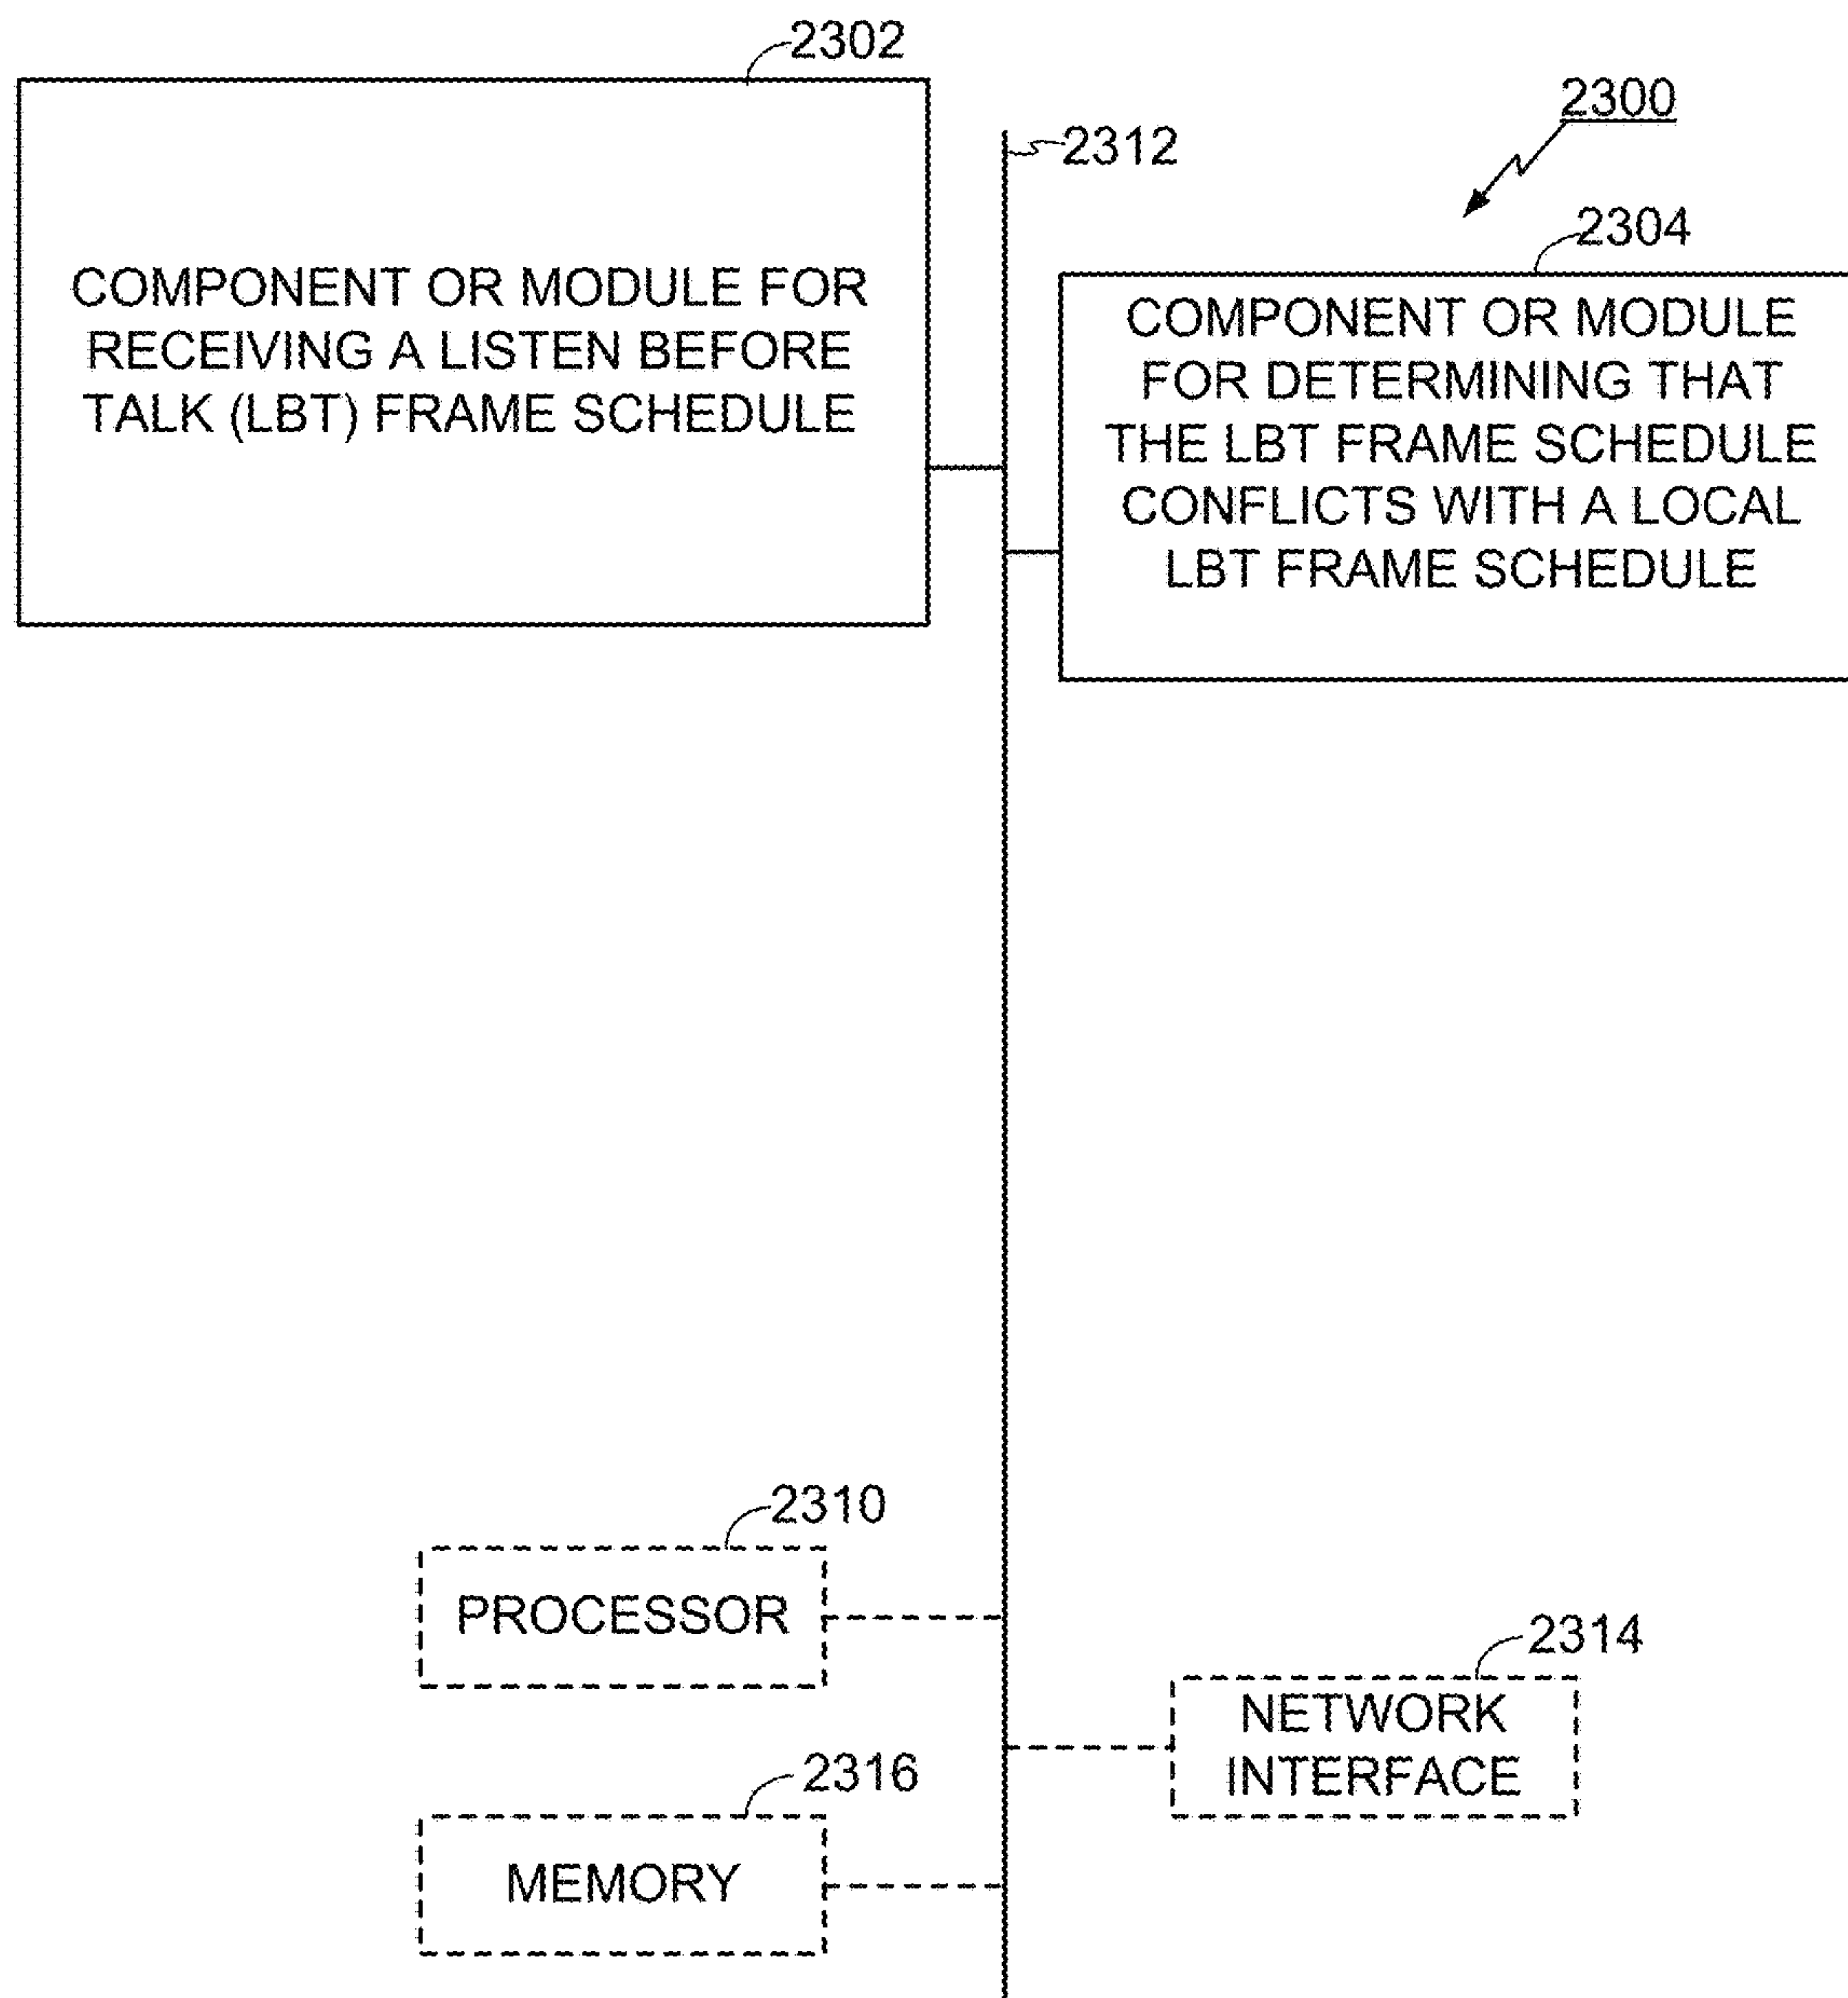 2302
2300
2312
2304
COMPONENT OR MODULE FOR
RECEIVING A LISTEN BEFORE
TALK (LBT) FRAME SCHEDULE
COMPONENT OR MODULE
FOR DETERMINING THAT
THE LBT FRAME SCHEDULE
CONFLICTS WITH A LOCAL
LBT FRAME SCHEDULE
2310
PROCESSOR
2314
NETWORK
INTERFACE
2316
MEMORY